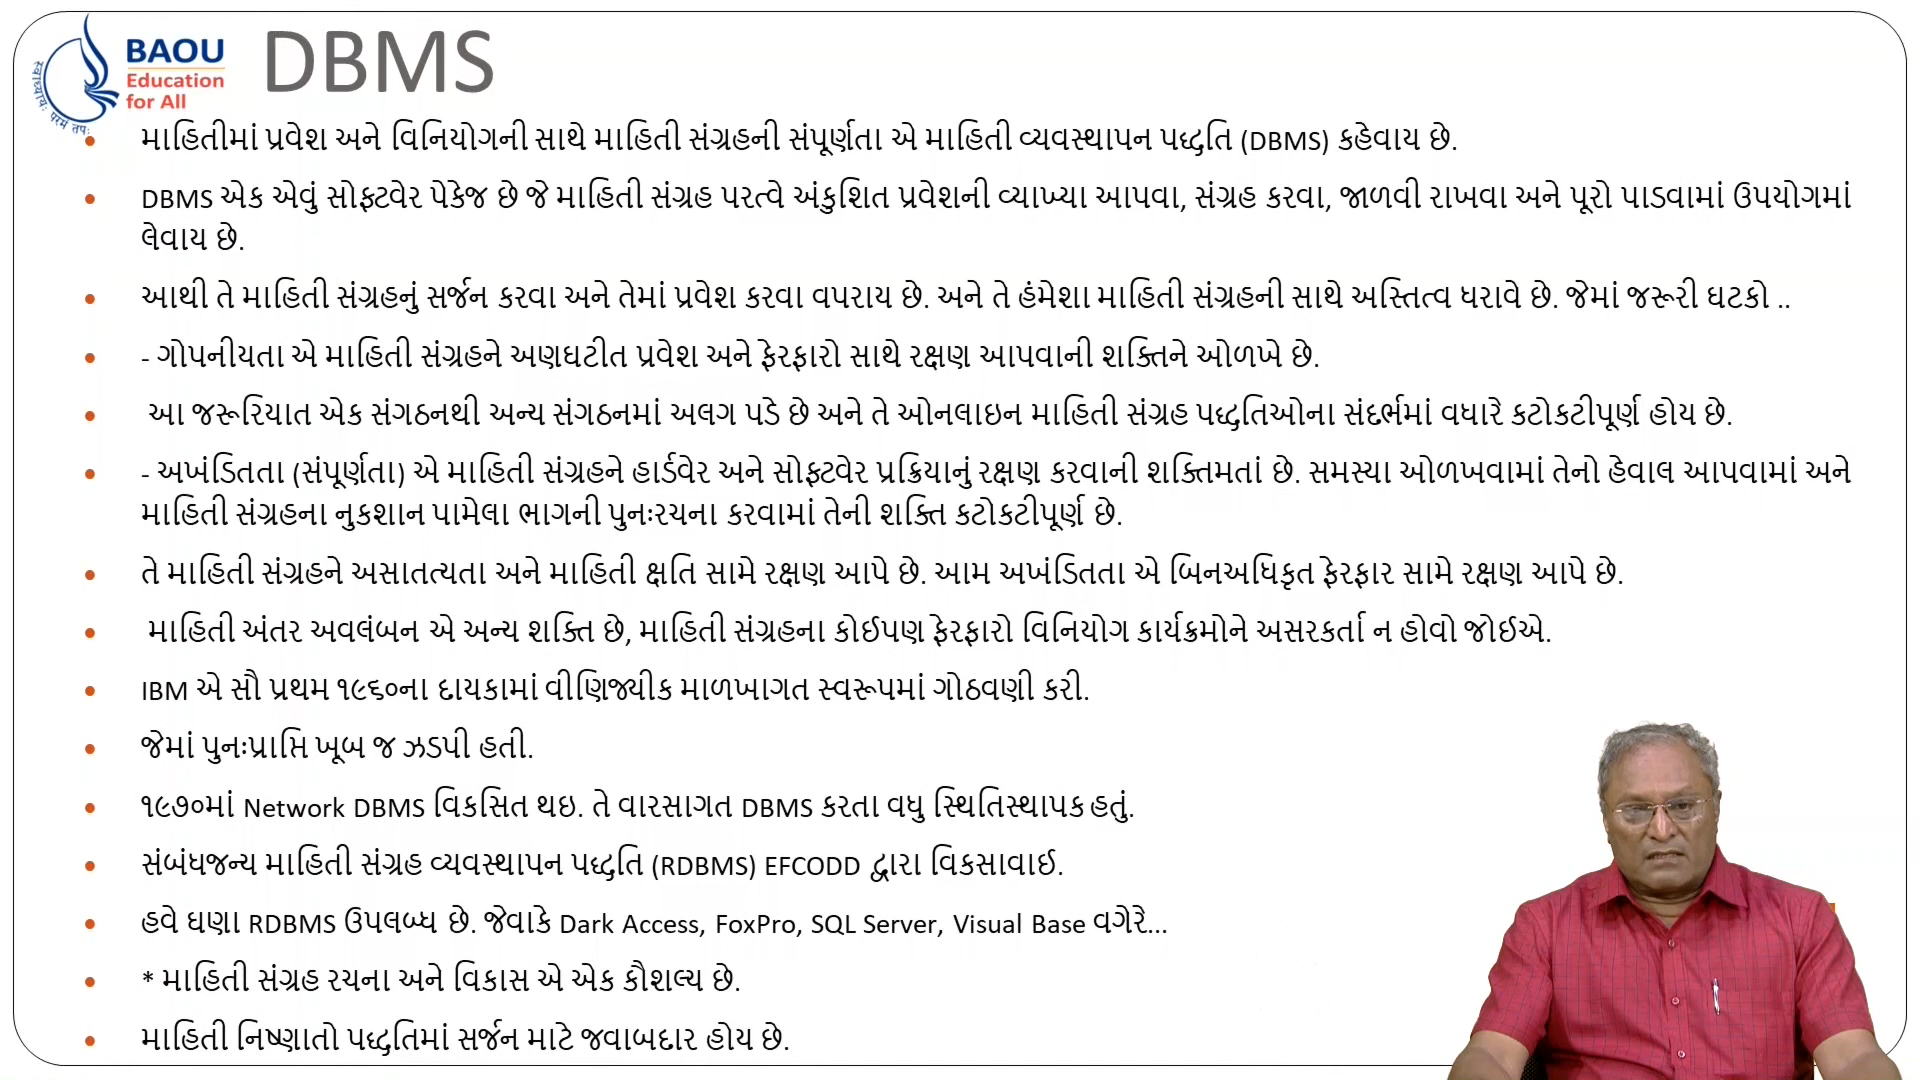 BAOU
Education
for All
स्वाध्यायः परमं तपः
DBMS
માહિતીમાં પ્રવેશ અને વિનિયોગની સાથે માહિતી સંગ્રહની સંપૂર્ણતા એ માહિતી વ્યવસ્થાપન પદ્ધતિ (DBMS) કહેવાય છે.
DBMS એક એવું સોફ્ટવેર પેકેજ છે જે માહિતી સંગ્રહ પરત્વે અંકુશિત પ્રવેશની વ્યાખ્યા આપવા, સંગ્રહ કરવા, જાળવી રાખવા અને પૂરો પાડવામાં ઉપયોગમાં
લેવાય છે.
આથી તે માહિતી સંગ્રહનું સર્જન કરવા અને તેમાં પ્રવેશ કરવા વપરાય છે. અને તે હંમેશા માહિતી સંગ્રહની સાથે અસ્તિત્વ ધરાવે છે. જેમાં જરૂરી ઘટકો ..
- ગોપનીયતા એ માહિતી સંગ્રહને અણઘટીત પ્રવેશ અને ફેરફારો સાથે રક્ષણ આપવાની શક્તિને ઓળખે છે.
આ જરૂરિયાત એક સંગઠનથી અન્ય સંગઠનમાં અલગ પડે છે અને તે ઓનલાઇન માહિતી સંગ્રહ પદ્ધતિઓના સંદર્ભમાં વધારે કટોકટીપૂર્ણ હોય છે.
- અખંડિતતા (સંપૂર્ણતા) એ માહિતી સંગ્રહને હાર્ડવેર અને સોફ્ટવેર પ્રક્રિયાનું રક્ષણ કરવાની શક્તિમતાં છે. સમસ્યા ઓળખવામાં તેનો હેવાલ આપવામાં અને
માહિતી સંગ્રહના નુકશાન પામેલા ભાગની પુનઃરચના કરવામાં તેની શક્તિ કટોકટીપૂર્ણ છે.
તે માહિતી સંગ્રહને અસાતત્યતા અને માહિતી ક્ષતિ સામે રક્ષણ આપે છે. આમ અખંડિતતા એ બિનઅધિકૃત ફેરફાર સામે રક્ષણ આપે છે.
માહિતી અંતર અવલંબન એ અન્ય શક્તિ છે, માહિતી સંગ્રહના કોઈપણ ફેરફારો વિનિયોગ કાર્યક્રમોને અસરકર્તા ન હોવો જોઈએ.
IBM એ સૌ પ્રથમ ૧૯૬૦ના દાયકામાં વીણિજ્યીક માળખાગત સ્વરૂપમાં ગોઠવણી કરી.
જેમાં પુનઃપ્રાપ્તિ ખૂબ જ ઝડપી હતી.
૧૯૭૦માં Network DBMS વિકસિત થઇ. તે વારસાગત DBMS કરતા વધુ સ્થિતિસ્થાપક હતું.
સંબંધજન્ય માહિતી સંગ્રહ વ્યવસ્થાપન પદ્ધતિ (RDBMS) EFCODD દ્વારા વિકસાવાઈ.
હવે ઘણા RDBMS ઉપલબ્ધ છે. જેવાકે Dark Access, FoxPro, SQL Server, Visual Base વગેરે...
* માહિતી સંગ્રહ રચના અને વિકાસ એ એક કૌશલ્ય છે.
માહિતી નિષ્ણાતો પદ્ધતિમાં સર્જન માટે જવાબદાર હોય છે.